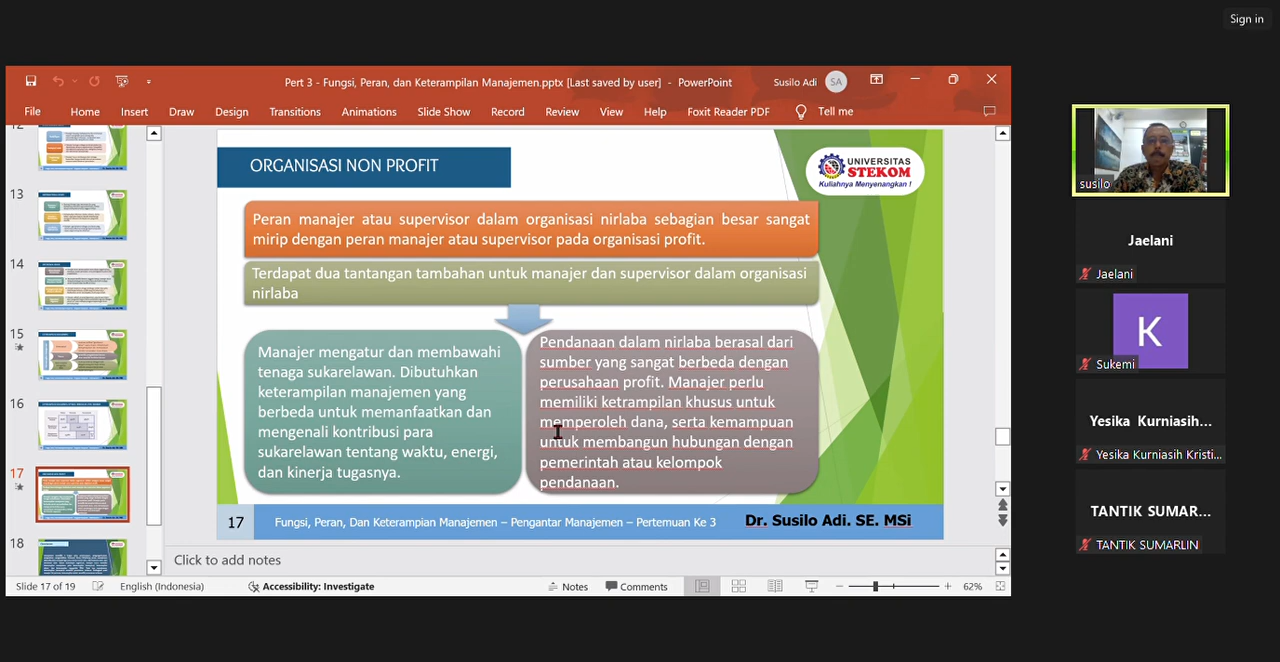 Sign in
Pert 3 - Fungsi, Peran, dan Keterampilan Manajemen.pptx [Last saved by user] - PowerPoint
Susilo Adi
SA
File Home Insert Draw Design Transitions Animations Slide Show Record Review View Help Foxit Reader PDF Tell me
12
13
14
15
16
17
18
ORGANISASI NON PROFIT
UNIVERSITAS
STEKOM
Kuliahnya Menyenangkan !
Peran manajer atau supervisor dalam organisasi nirlaba sebagian besar sangat
mirip dengan peran manajer atau supervisor pada organisasi profit.
Terdapat dua tantangan tambahan untuk manajer dan supervisor dalam organisasi
nirlaba
Manajer mengatur dan membawahi
tenaga sukarelawan. Dibutuhkan
keterampilan manajemen yang
berbeda untuk memanfaatkan dan
mengenali kontribusi para
sukarelawan tentang waktu, energi,
dan kinerja tugasnya.
Pendanaan dalam nirlaba berasal dari
sumber yang sangat berbeda dengan
perusahaan profit. Manajer perlu
memiliki ketrampilan khusus untuk
memperoleh dana, serta kemampuan
untuk membangun hubungan dengan
pemerintah atau kelompok
pendanaan.
17
Fungsi, Peran, Dan Keterampian Manajemen – Pengantar Manajemen – Pertemuan Ke 3
Dr. Susilo Adi. SE. MSi
Click to add notes
Slide 17 of 19
English (Indonesia)
Accessibility: Investigate
Notes
Comments
62%
susilo
Jaelani
Jaelani
K
Sukemi
Yesika Kurniasih...
Yesika Kurniasih Kristi...
TANTIK SUMAR...
TANTIK SUMARLIN